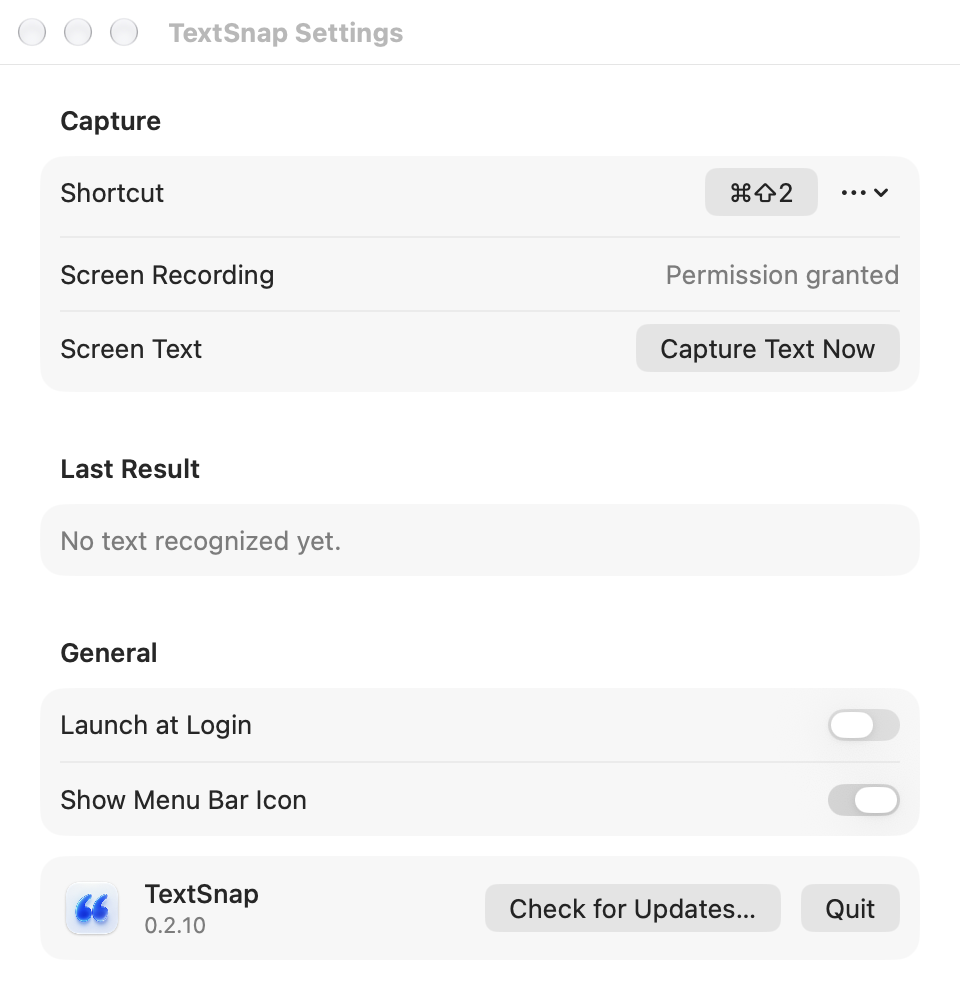 TextSnap Settings
Capture
Shortcut ⌘⇧2 ···
Screen Recording Permission granted
Screen Text Capture Text Now
Last Result
No text recognized yet.
General
Launch at Login
Show Menu Bar Icon
TextSnap
0.2.10
Check for Updates... Quit